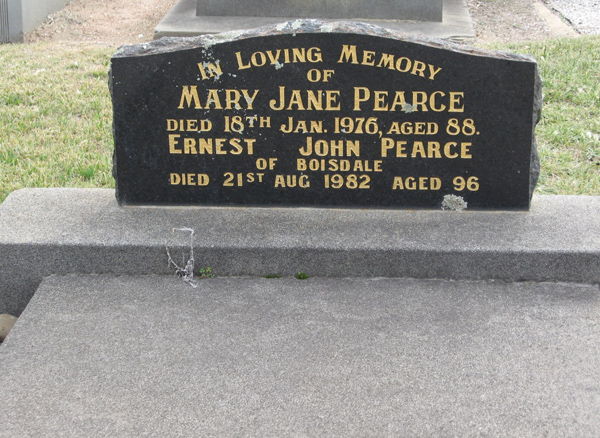 IN LOVING MEMORY
OF
MARY JANE PEARCE
DIED 18TH JAN. 1976, AGED 88.
ERNEST JOHN PEARCE
OF BOISDALE
DIED 21ST AUG 1982 AGED 96